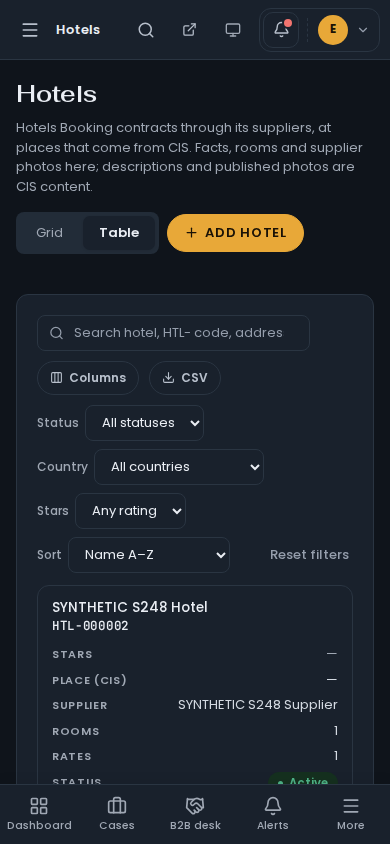 Hotels
E
Hotels
Hotels Booking contracts through its suppliers, at
places that come from CIS. Facts, rooms and supplier
photos here; descriptions and published photos are
CIS content.
Grid
Table
ADD HOTEL
Search hotel, HTL- code, addres
Columns
CSV
Status
All statuses
Country
All countries
Stars
Any rating
Sort
Name A–Z
Reset filters
SYNTHETIC S248 Hotel
HTL-000002
STARS —
PLACE (CIS) —
SUPPLIER SYNTHETIC S248 Supplier
ROOMS 1
RATES 1
STATUS Active
Dashboard
Cases
B2B desk
Alerts
More